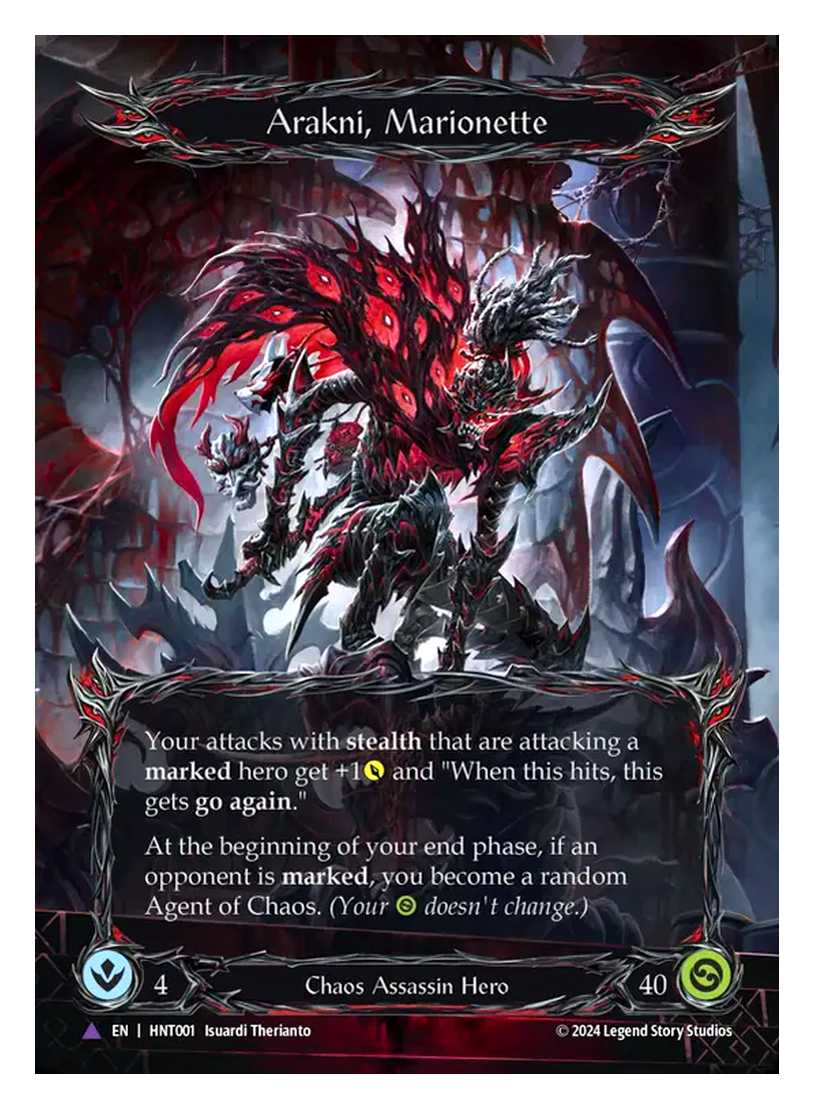 Arakni, Marionette
Your attacks with stealth that are attacking a
marked hero get +1 and "When this hits, this
gets go again."
At the beginning of your end phase, if an
opponent is marked, you become a random
Agent of Chaos. (Your doesn't change.)
4 Chaos Assassin Hero 40
EN | HNT001 Isuardi Therianto © 2024 Legend Story Studios